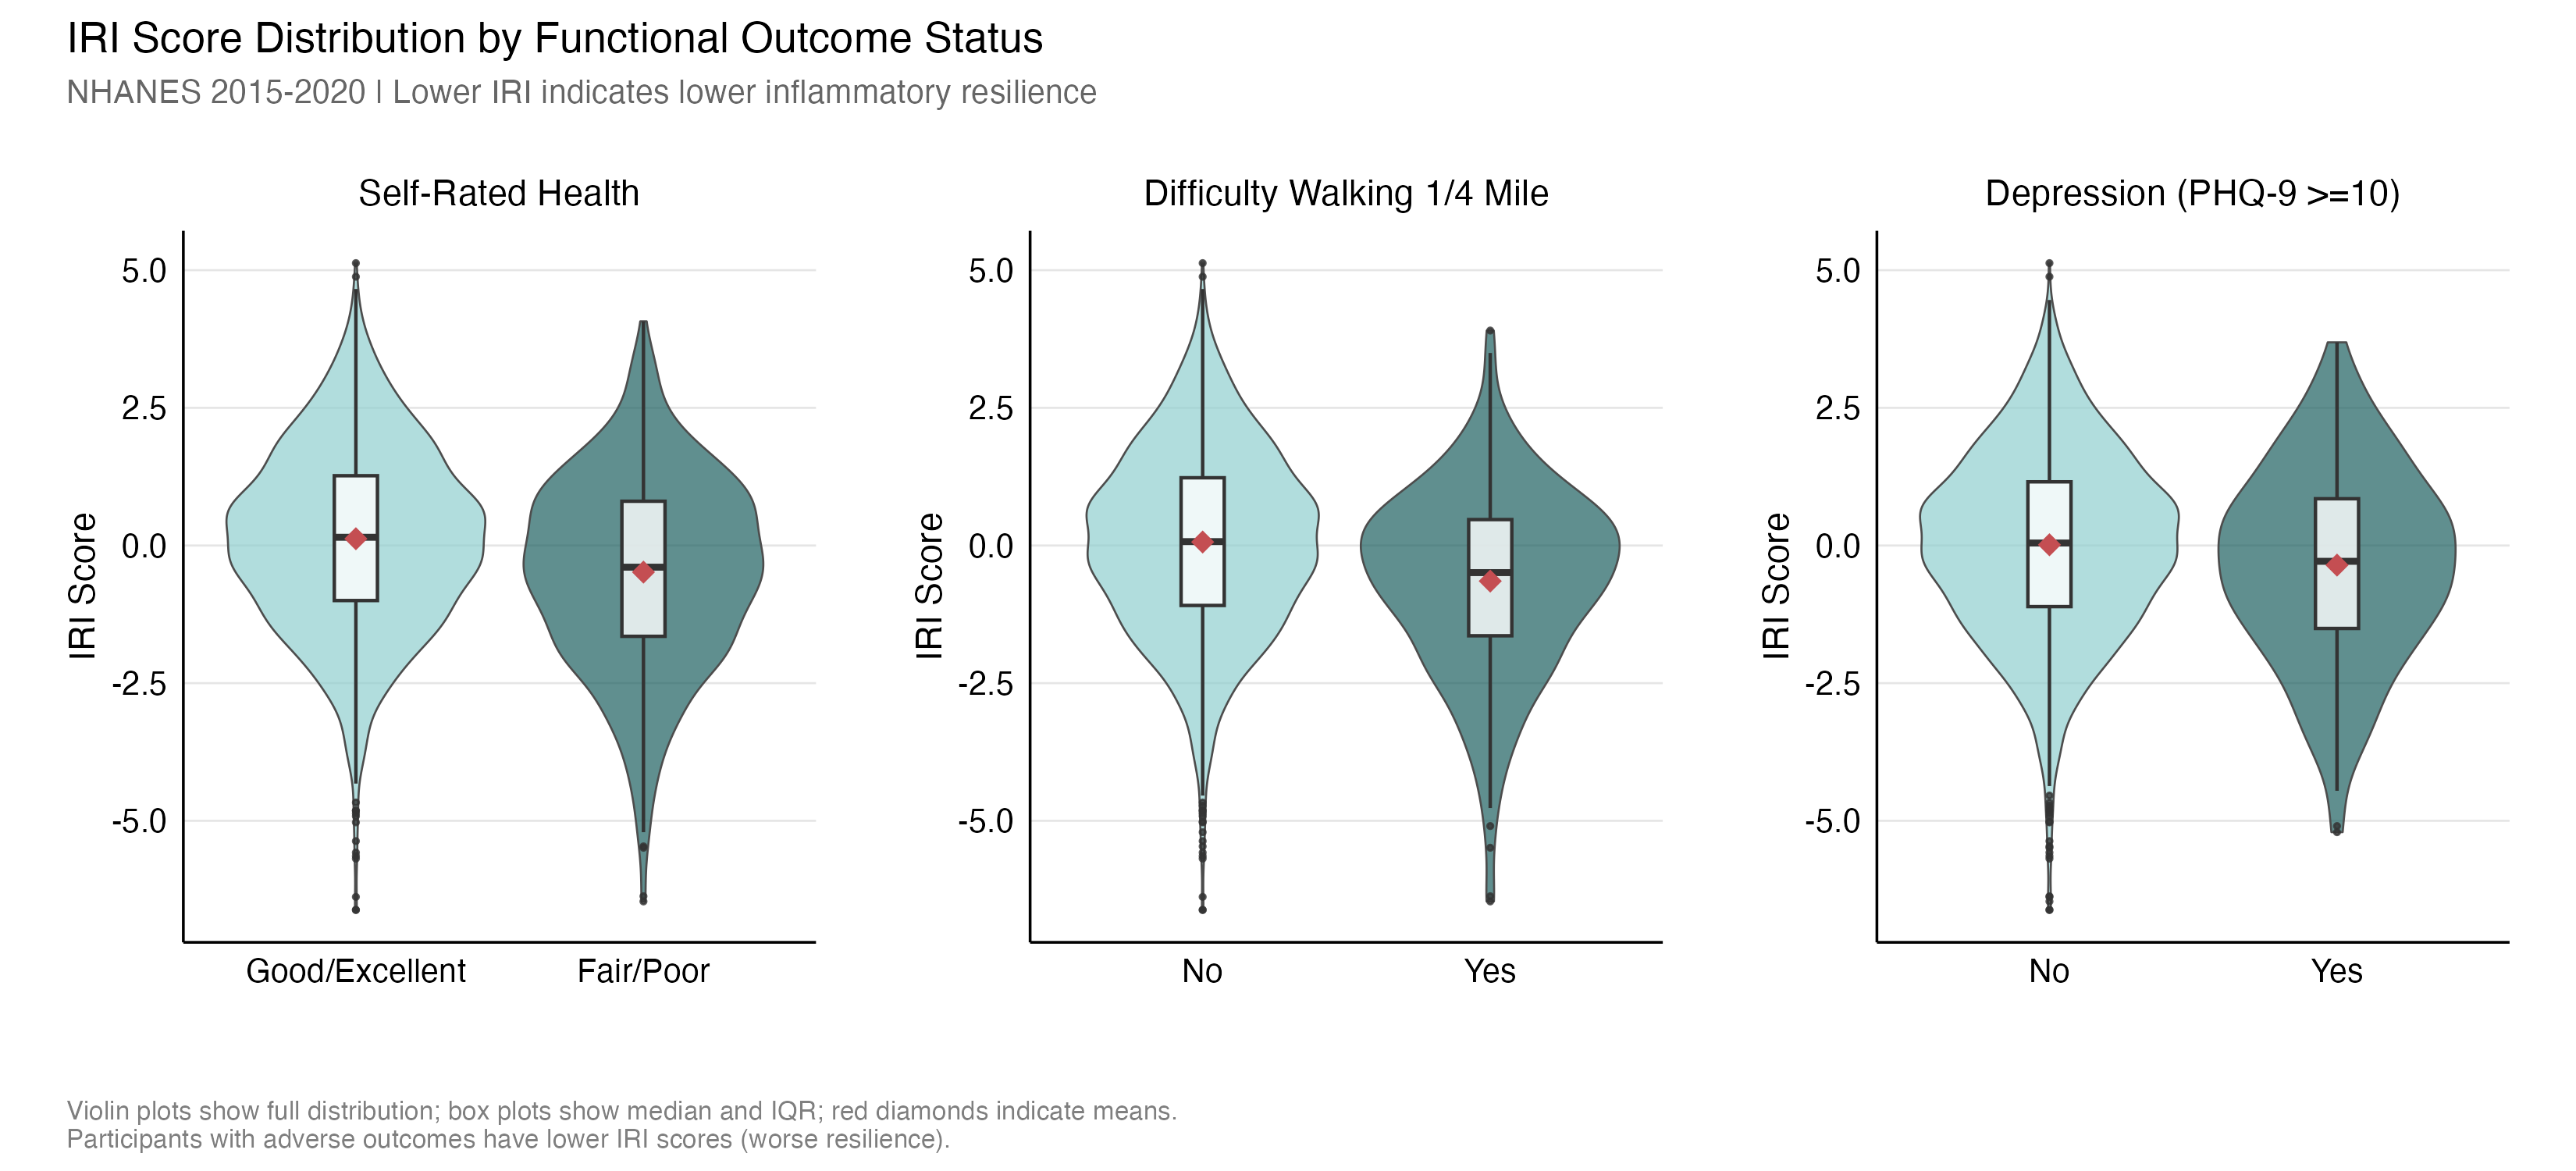 IRI Score Distribution by Functional Outcome Status
NHANES 2015-2020 | Lower IRI indicates lower inflammatory resilience
Self-Rated Health
5.0
2.5
0.0
-2.5
-5.0
IRI Score
Good/Excellent Fair/Poor
Difficulty Walking 1/4 Mile
5.0
2.5
0.0
-2.5
-5.0
IRI Score
No Yes
Depression (PHQ-9 >=10)
5.0
2.5
0.0
-2.5
-5.0
IRI Score
No Yes
Violin plots show full distribution; box plots show median and IQR; red diamonds indicate means.
Participants with adverse outcomes have lower IRI scores (worse resilience).